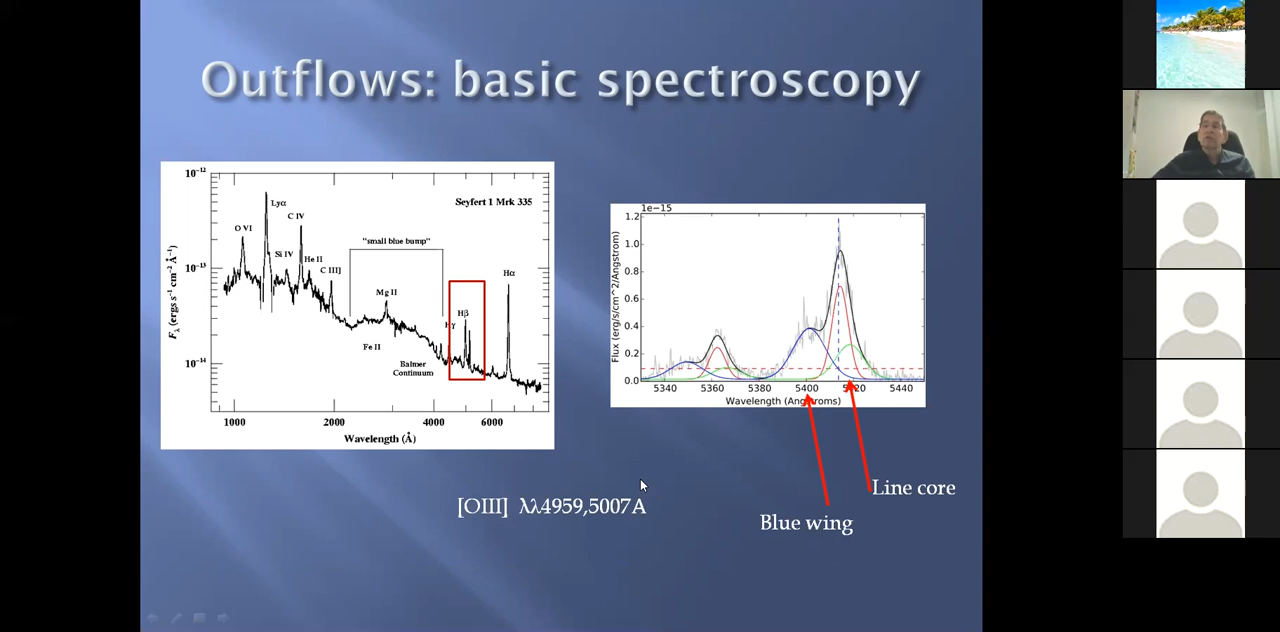 Outflows: basic spectroscopy
10⁻¹²
10⁻¹³
10⁻¹⁴
Fλ (ergs s⁻¹ cm⁻² Å⁻¹)
Seyfert 1 Mrk 335
Lyα
O VI
C IV
Si IV
He II
C III]
"small blue bump"
Mg II
Fe II
Hγ
Hβ
Hα
Balmer
Continuum
1000
2000
4000
6000
Wavelength (Å)
1e-15
1.2
1.0
0.8
0.6
0.4
0.2
0.0
Flux (erg/s/cm^2/Angstrom)
5340
5360
5380
5400
5420
5440
Wavelength (Angstroms)
Line core
[OIII] λλ4959,5007A
Blue wing